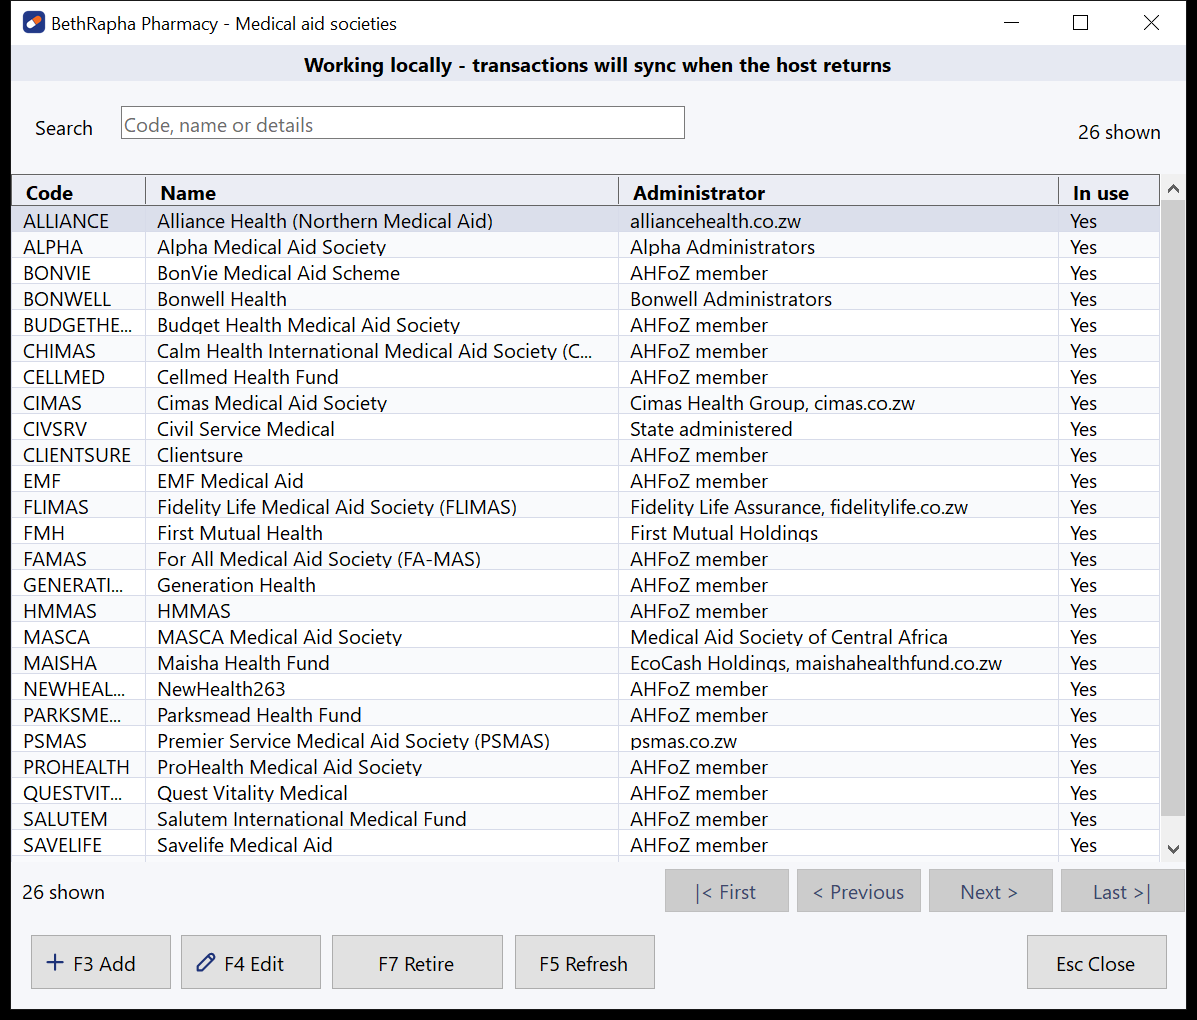 BethRapha Pharmacy - Medical aid societies
Working locally - transactions will sync when the host returns
Search Code, name or details 26 shown
Code Name Administrator In use
ALLIANCE Alliance Health (Northern Medical Aid) alliancehealth.co.zw Yes
ALPHA Alpha Medical Aid Society Alpha Administrators Yes
BONVIE BonVie Medical Aid Scheme AHFoZ member Yes
BONWELL Bonwell Health Bonwell Administrators Yes
BUDGETHE... Budget Health Medical Aid Society AHFoZ member Yes
CHIMAS Calm Health International Medical Aid Society (C... AHFoZ member Yes
CELLMED Cellmed Health Fund AHFoZ member Yes
CIMAS Cimas Medical Aid Society Cimas Health Group, cimas.co.zw Yes
CIVSRV Civil Service Medical State administered Yes
CLIENTSURE Clientsure AHFoZ member Yes
EMF EMF Medical Aid AHFoZ member Yes
FLIMAS Fidelity Life Medical Aid Society (FLIMAS) Fidelity Life Assurance, fidelitylife.co.zw Yes
FMH First Mutual Health First Mutual Holdings Yes
FAMAS For All Medical Aid Society (FA-MAS) AHFoZ member Yes
GENERATI... Generation Health AHFoZ member Yes
HMMAS HMMAS AHFoZ member Yes
MASCA MASCA Medical Aid Society Medical Aid Society of Central Africa Yes
MAISHA Maisha Health Fund EcoCash Holdings, maishahealthfund.co.zw Yes
NEWHEAL... NewHealth263 AHFoZ member Yes
PARKSME... Parksmead Health Fund AHFoZ member Yes
PSMAS Premier Service Medical Aid Society (PSMAS) psmas.co.zw Yes
PROHEALTH ProHealth Medical Aid Society AHFoZ member Yes
QUESTVIT... Quest Vitality Medical AHFoZ member Yes
SALUTEM Salutem International Medical Fund AHFoZ member Yes
SAVELIFE Savelife Medical Aid AHFoZ member Yes
26 shown |< First < Previous Next > Last >|
F3 Add F4 Edit F7 Retire F5 Refresh Esc Close